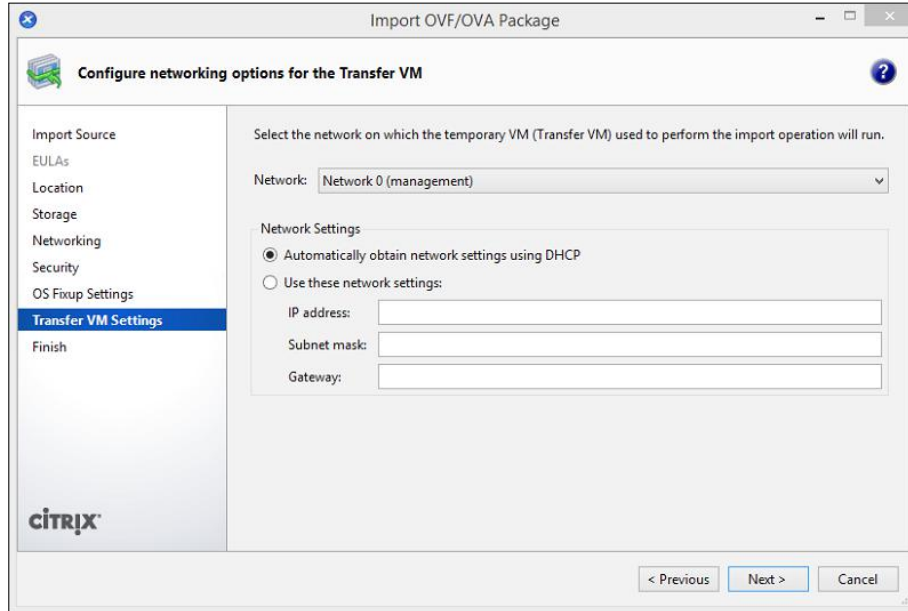 Import OVF/OVA Package
Configure networking options for the Transfer VM
?
Import Source
EULAs
Location
Storage
Networking
Security
OS Fixup Settings
Transfer VM Settings
Finish
Select the network on which the temporary VM (Transfer VM) used to perform the import operation will run.
Network: Network 0 (management)
Network Settings
Automatically obtain network settings using DHCP
Use these network settings:
IP address:
Subnet mask:
Gateway:
CİTRIX
< Previous Next > Cancel